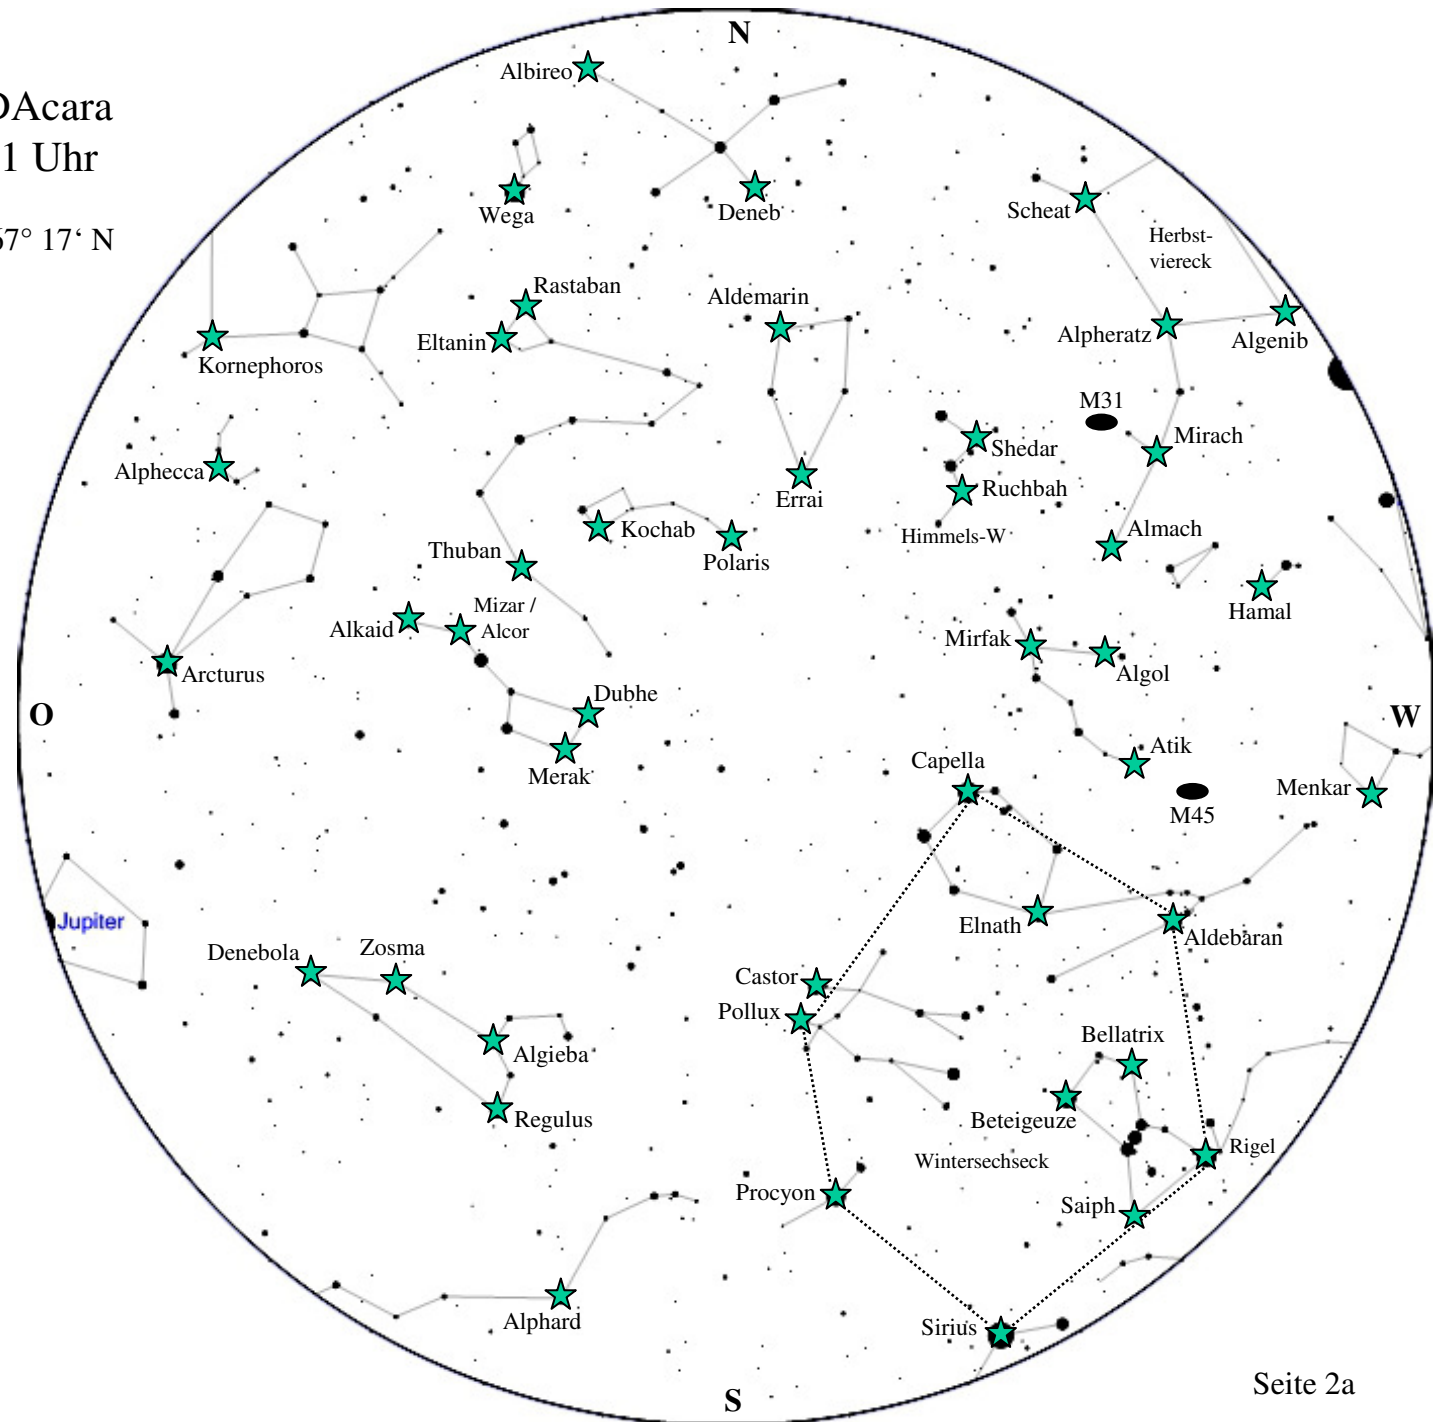 N
Albireo
DAcara
1 Uhr
67° 17‘ N
Wega
Deneb
Scheat
Herbst-
viereck
Rastaban
Aldemarin
Eltanin
Alpheratz
Algenib
Kornephoros
M31
Mirach
Shedar
Alphecca
Ruchbah
Errai
Kochab
Himmels-W
Almach
Thuban
Polaris
Mizar /
Alcor
Alkaid
Hamal
Mirfak
Algol
Arcturus
Dubhe
O
W
Atik
Capella
Merak
Menkar
M45
Jupiter
Elnath
Aldebaran
Denebola
Zosma
Castor
Pollux
Bellatrix
Algieba
Beteigeuze
Regulus
Rigel
Wintersechseck
Procyon
Saiph
Alphard
Sirius
Seite 2a
S